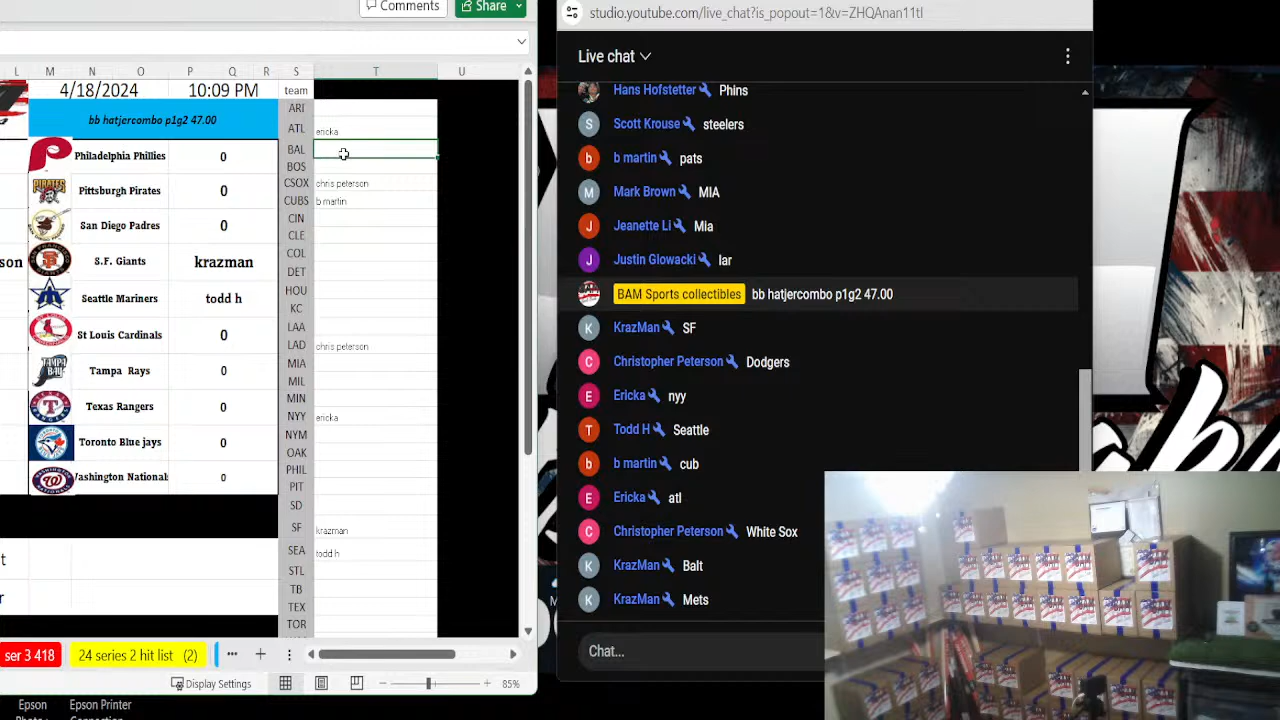 Comments
Share
studio.youtube.com/live_chat?is_popout=1&v=ZHQAnan11tI
L M N O P Q R S T U
4/18/2024 10:09 PM team
bb hatjercombo p1g2 47.00
ARI
ATL ericka
BAL
BOS
CSOX chris peterson
CUBS b martin
CIN
CLE
COL
DET
HOU
KC
LAA
LAD chris peterson
MIA
MIL
MIN
NYY ericka
NYM
OAK
PHIL
PIT
SD
SF krazman
SEA todd h
STL
TB
TEX
TOR
Philadelphia Phillies 0
Pittsburgh Pirates 0
San Diego Padres 0
son S.F. Giants krazman
Seattle Mariners todd h
St Louis Cardinals 0
Tampa Rays 0
Texas Rangers 0
Toronto Blue jays 0
Washington Nationals 0
t
r
ser 3 418
24 series 2 hit list (2)
Display Settings
85%
Epson
Epson Printer
Live chat
Hans Hofstetter Phins
S Scott Krouse steelers
b b martin pats
M Mark Brown MIA
J Jeanette Li Mia
J Justin Glowacki lar
BAM Sports collectibles bb hatjercombo p1g2 47.00
K KrazMan SF
C Christopher Peterson Dodgers
E Ericka nyy
T Todd H Seattle
b b martin cub
E Ericka atl
C Christopher Peterson White Sox
K KrazMan Balt
K KrazMan Mets
Chat...